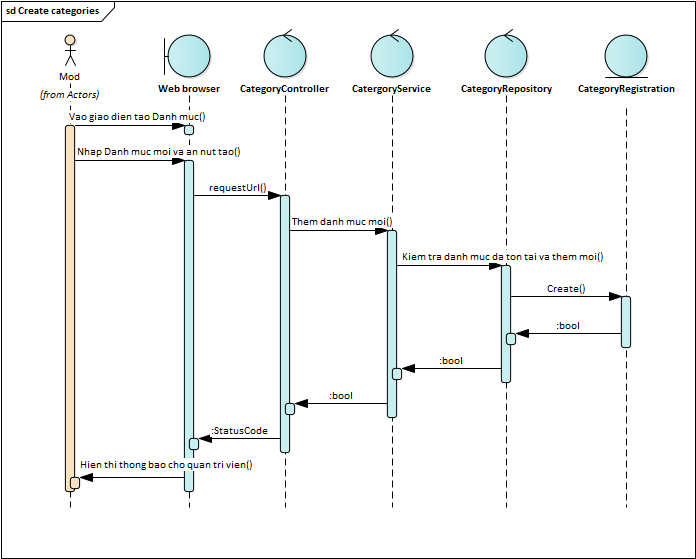 sd Create categories
Mod
(from Actors)
Web browser
CategoryController
CatergoryService
CategoryRepository
CategoryRegistration
Vao giao dien tao Danh muc()
Nhap Danh muc moi va an nut tao()
requestUrl()
Them danh muc moi()
Kiem tra danh muc da ton tai va them moi()
Create()
:bool
:bool
:bool
:StatusCode
Hien thi thong bao cho quan tri vien()